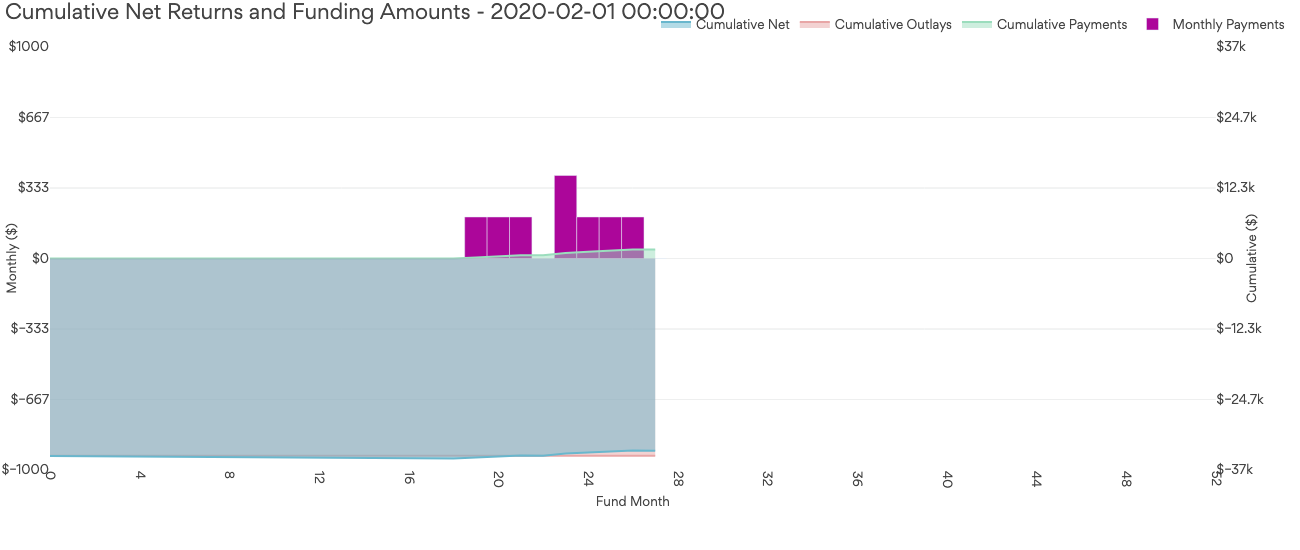 Cumulative Net Returns and Funding Amounts - 2020-02-01 00:00:00
Cumulative Net Cumulative Outlays Cumulative Payments Monthly Payments
$1000 $37k
$667 $24.7k
$333 $12.3k
$0 $0
$−333 $−12.3k
$−667 $−24.7k
$−1000 $−37k
Monthly ($)
Cumulative ($)
0 4 8 12 16 20 24 28 32 36 40 44 48 52
Fund Month